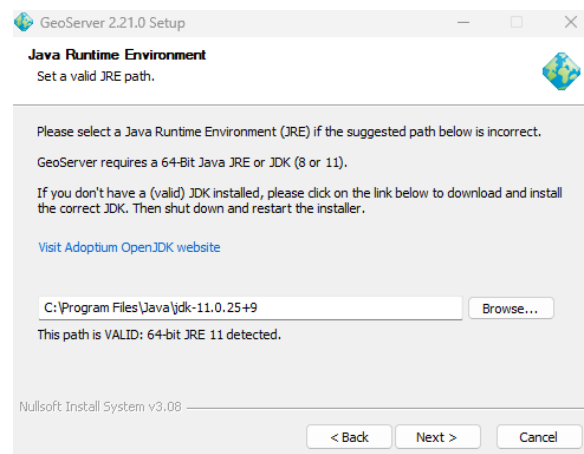 GeoServer 2.21.0 Setup
Java Runtime Environment
Set a valid JRE path.
Please select a Java Runtime Environment (JRE) if the suggested path below is incorrect.
GeoServer requires a 64-Bit Java JRE or JDK (8 or 11).
If you don't have a (valid) JDK installed, please click on the link below to download and install
the correct JDK. Then shut down and restart the installer.
Visit Adoptium OpenJDK website
C:\Program Files\Java\jdk-11.0.25+9
Browse...
This path is VALID: 64-bit JRE 11 detected.
Nullsoft Install System v3.08
< Back Next > Cancel